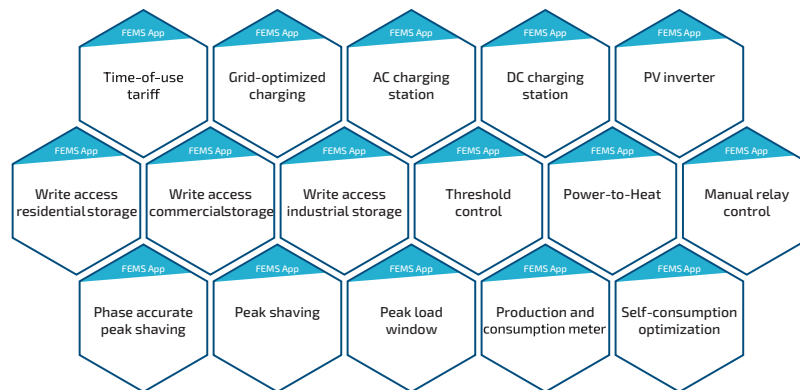 FEMS App
Time-of-use
tariff
FEMS App
Grid-optimized
charging
FEMS App
AC charging
station
FEMS App
DC charging
station
FEMS App
PV inverter
FEMS App
Write access
residential storage
FEMS App
Write access
commercialstorage
FEMS App
Write access
industrial storage
FEMS App
Threshold
control
FEMS App
Power-to-Heat
FEMS App
Manual relay
control
FEMS App
Phase accurate
peak shaving
FEMS App
Peak shaving
FEMS App
Peak load
window
FEMS App
Production and
consumption meter
FEMS App
Self-consumption
optimization